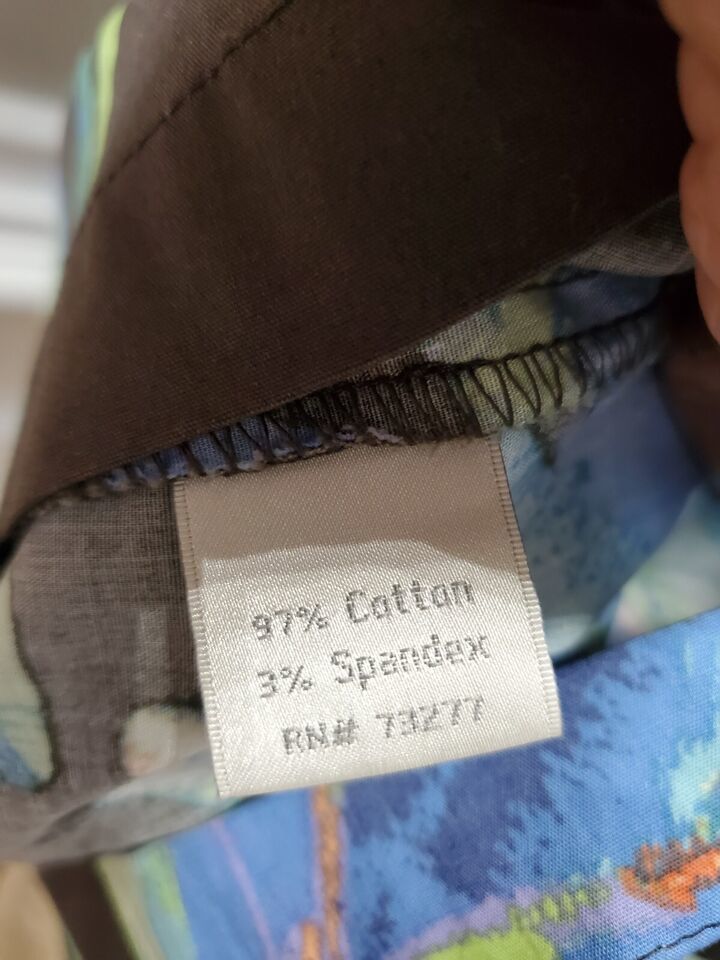 97% Cotton
3% Spandex
RN# 73277